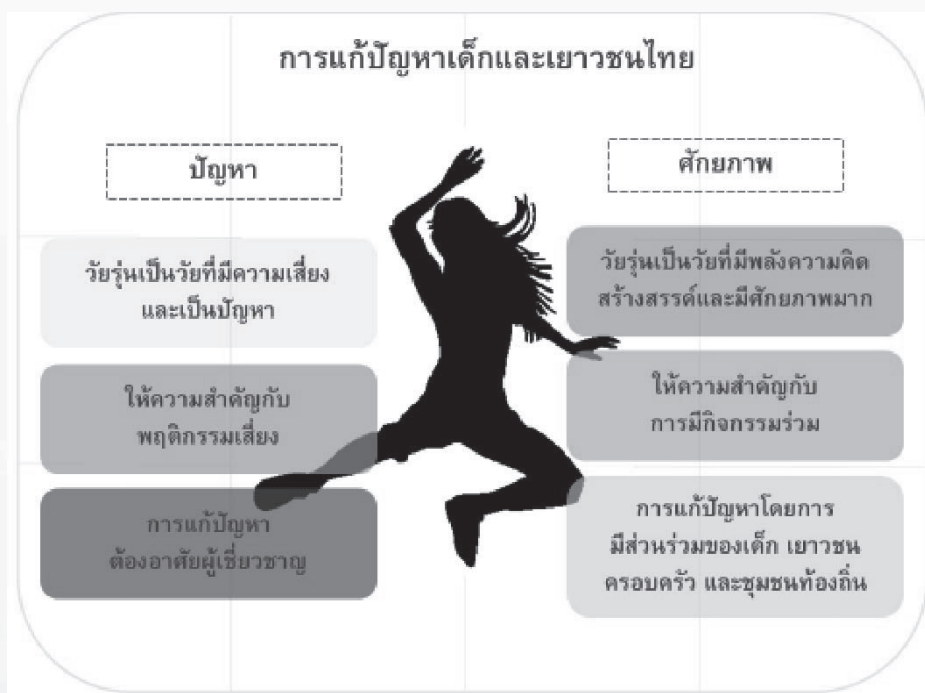 การแก้ปัญหาเด็กและเยาวชนไทย
ปัญหา
วัยรุ่นเป็นวัยที่มีความเสี่ยง
และเป็นปัญหา
ให้ความสำคัญกับ
พฤติกรรมเสี่ยง
การแก้ปัญหา
ต้องอาศัยผู้เชี่ยวชาญ
ศักยภาพ
วัยรุ่นเป็นวัยที่มีพลังความคิด
สร้างสรรค์และมีศักยภาพมาก
ให้ความสำคัญกับ
การมีกิจกรรมร่วม
การแก้ปัญหาโดยการ
มีส่วนร่วมของเด็ก เยาวชน
ครอบครัว และชุมชนท้องถิ่น